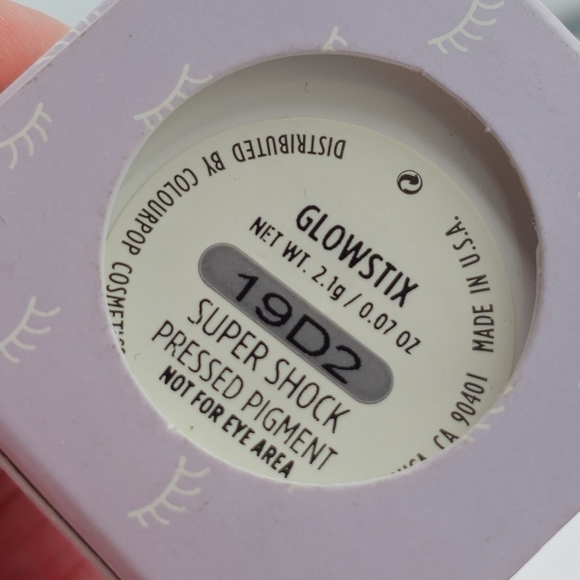 GLOWSTIX
NET WT. 2.1g / 0.07 OZ
19D2
SUPER SHOCK
PRESSED PIGMENT
NOT FOR EYE AREA
DISTRIBUTED BY COLOURPOP
CA 90401
MADE IN U.S.A.